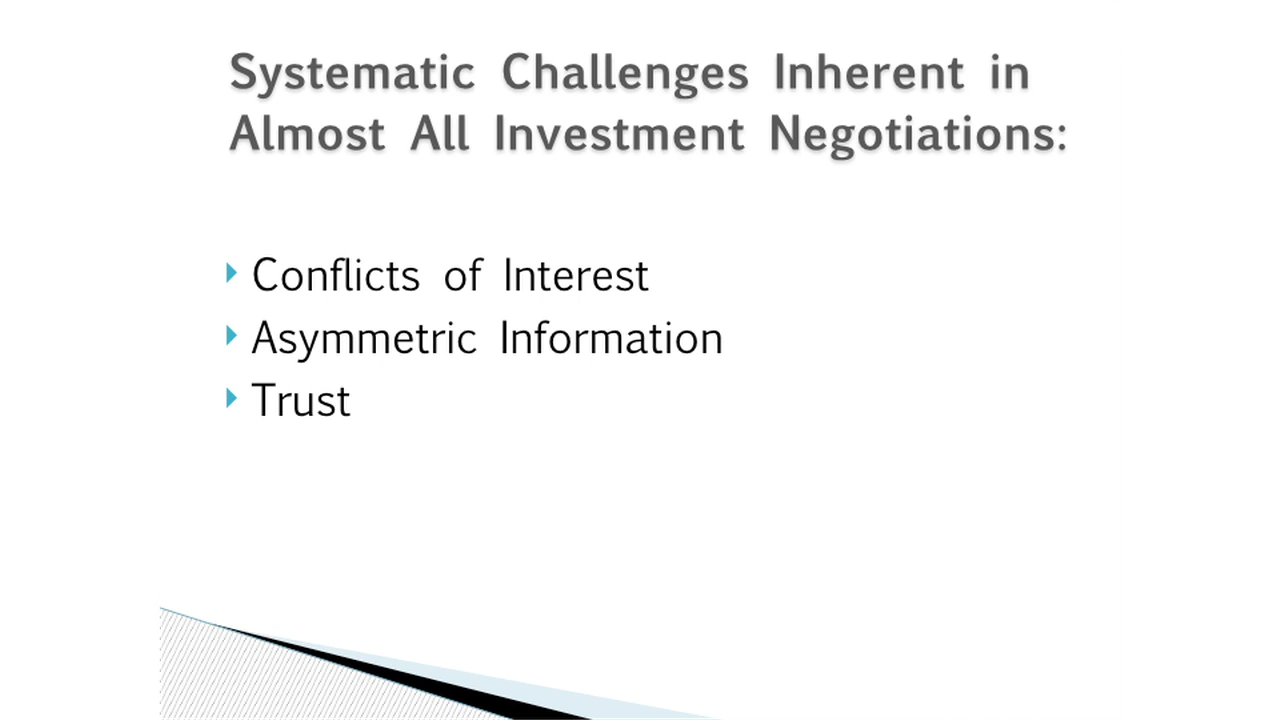 Systematic Challenges Inherent in
Almost All Investment Negotiations:
Conflicts of Interest
Asymmetric Information
Trust